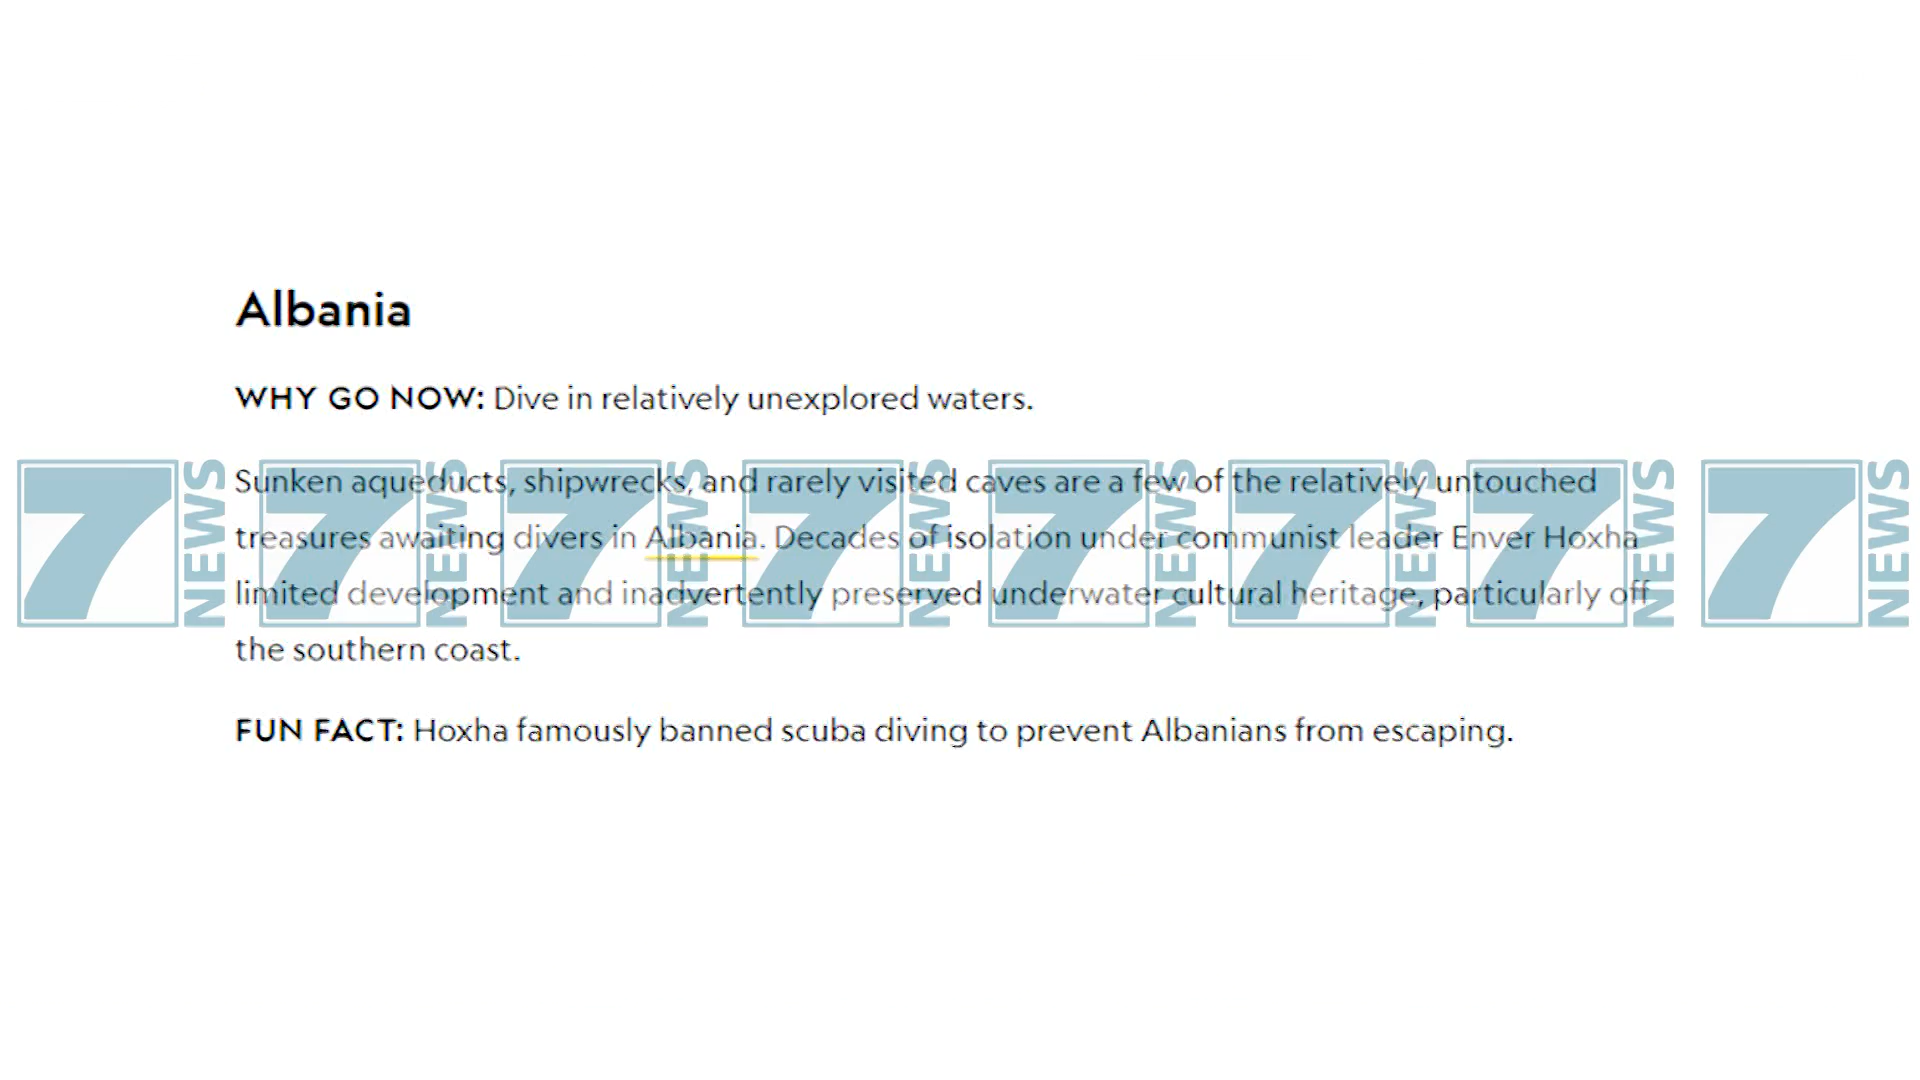 Albania
WHY GO NOW: Dive in relatively unexplored waters.
Sunken aqueducts, shipwrecks, and rarely visited caves are a few of the relatively untouched
treasures awaiting divers in Albania. Decades of isolation under communist leader Enver Hoxha
limited development and inadvertently preserved underwater cultural heritage, particularly off
the southern coast.
FUN FACT: Hoxha famously banned scuba diving to prevent Albanians from escaping.
7 NEWS 7 NEWS 7 NEWS 7 NEWS 7 NEWS 7 NEWS 7 NEWS 7 NEWS